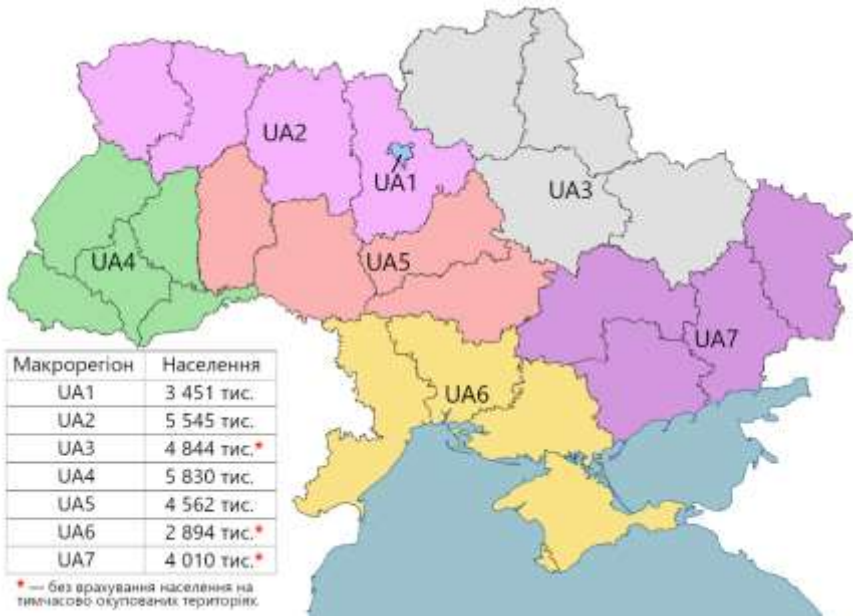 UA2
UA1
UA3
UA4
UA5
UA7
UA6
Макрорегіон Населення
UA1 3 451 тис.
UA2 5 545 тис.
UA3 4 844 тис.*
UA4 5 830 тис.
UA5 4 562 тис.
UA6 2 894 тис.*
UA7 4 010 тис.*
* — без врахування населення на
тимчасово окупованих територіях.